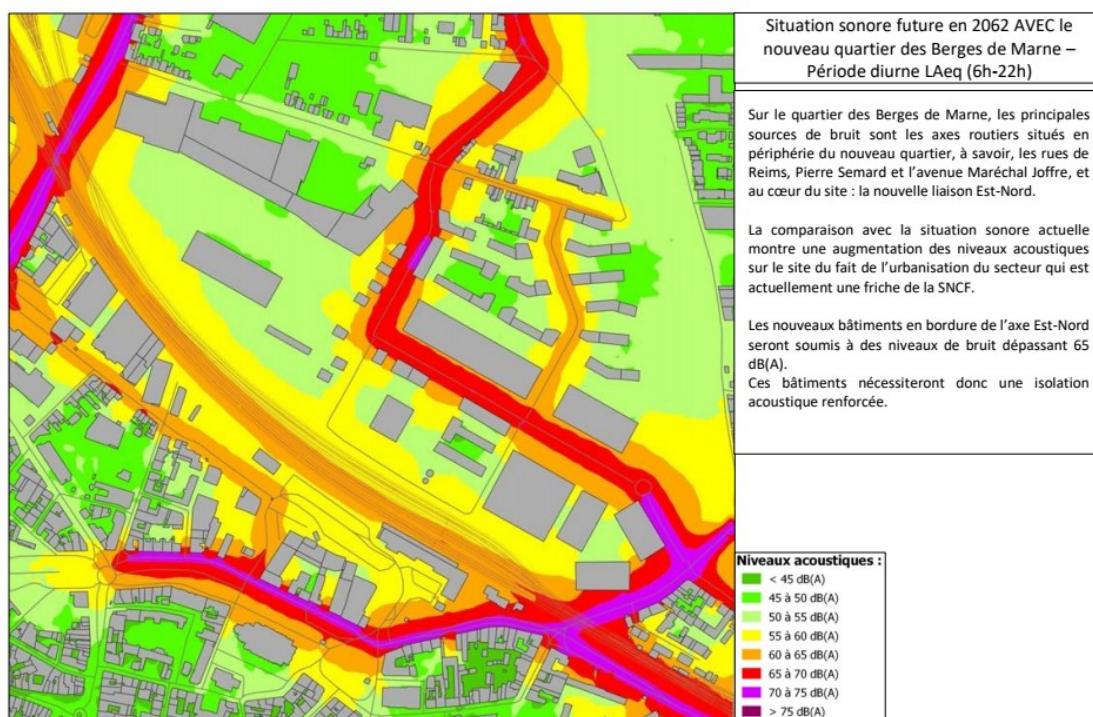 Situation sonore future en 2062 AVEC le
nouveau quartier des Berges de Marne –
Période diurne LAeq (6h-22h)
Sur le quartier des Berges de Marne, les principales
sources de bruit sont les axes routiers situés en
périphérie du nouveau quartier, à savoir, les rues de
Reims, Pierre Semard et l’avenue Maréchal Joffre, et
au cœur du site : la nouvelle liaison Est-Nord.
La comparaison avec la situation sonore actuelle
montre une augmentation des niveaux acoustiques
sur le site du fait de l’urbanisation du secteur qui est
actuellement une friche de la SNCF.
Les nouveaux bâtiments en bordure de l’axe Est-Nord
seront soumis à des niveaux de bruit dépassant 65
dB(A).
Ces bâtiments nécessiteront donc une isolation
acoustique renforcée.
Niveaux acoustiques :
< 45 dB(A)
45 à 50 dB(A)
50 à 55 dB(A)
55 à 60 dB(A)
60 à 65 dB(A)
65 à 70 dB(A)
70 à 75 dB(A)
> 75 dB(A)